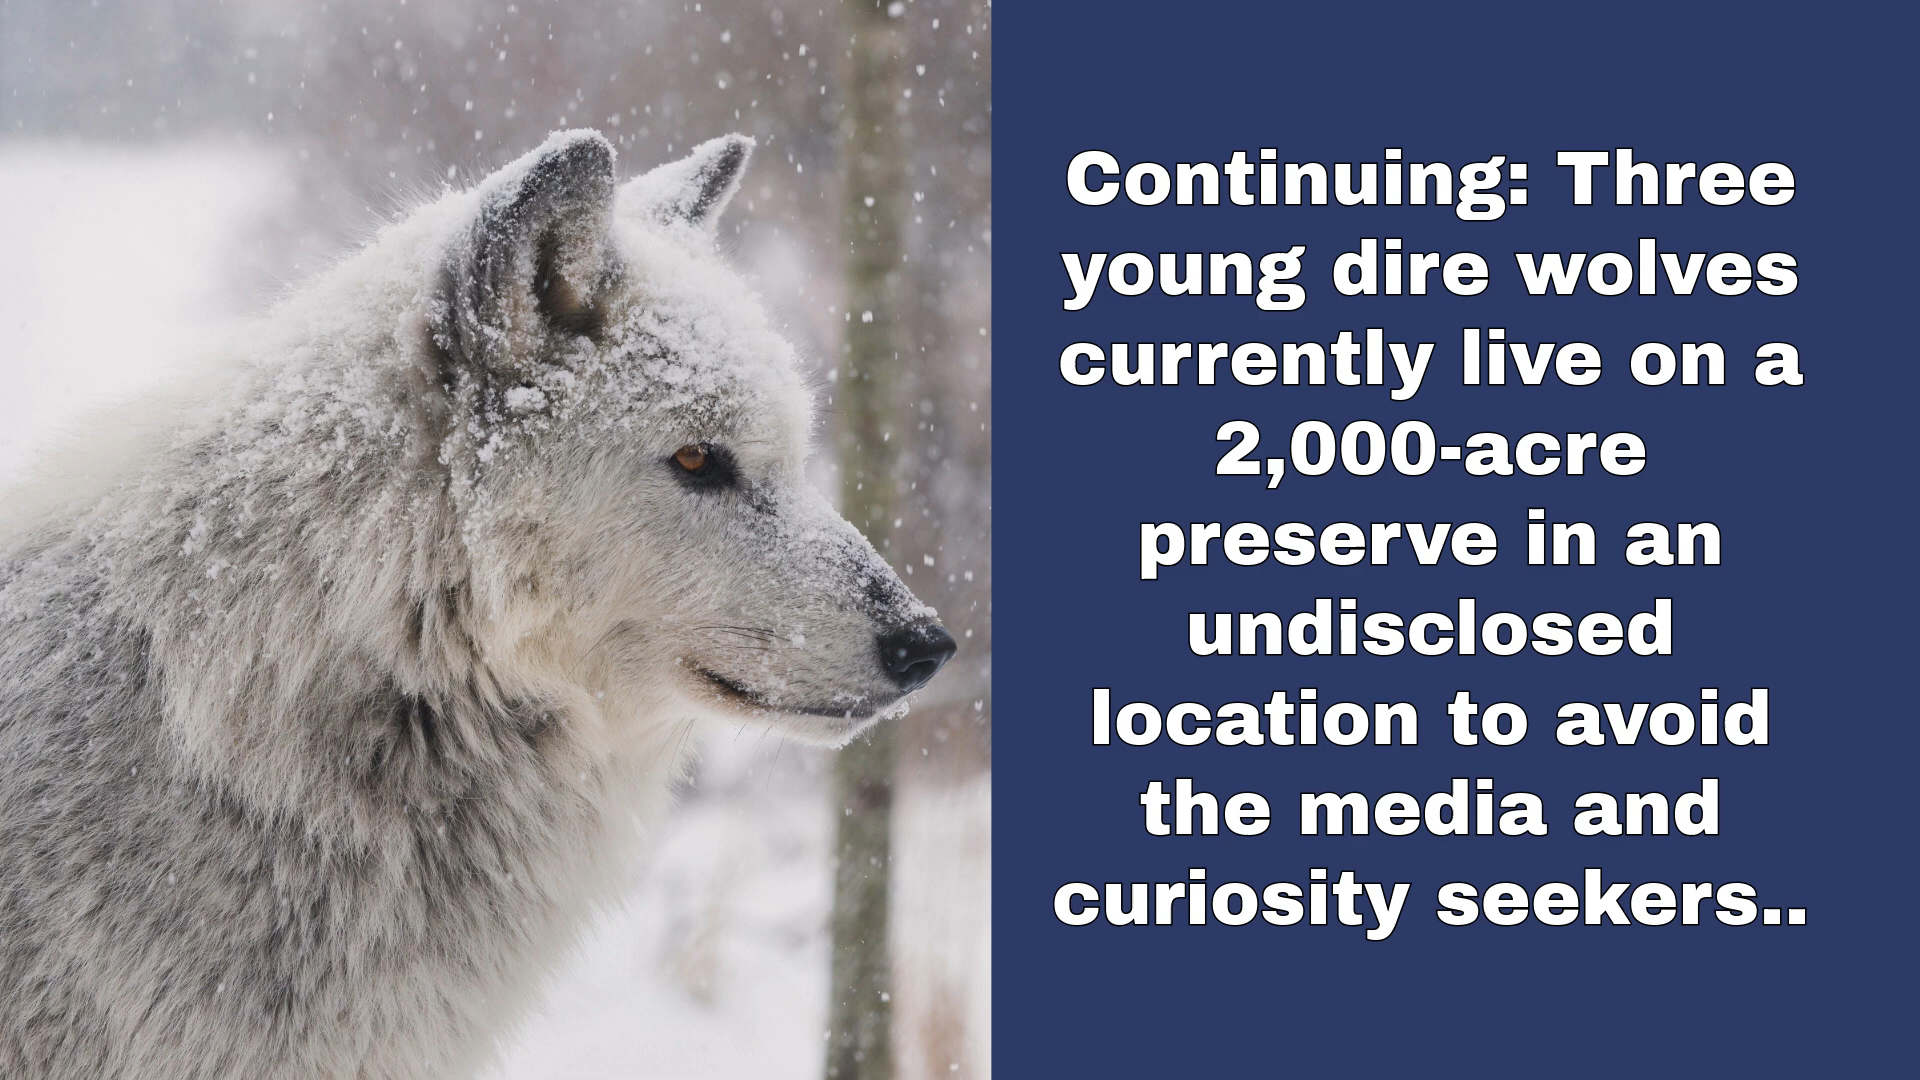 Continuing: Three
young dire wolves
currently live on a
2,000-acre
preserve in an
undisclosed
location to avoid
the media and
curiosity seekers..